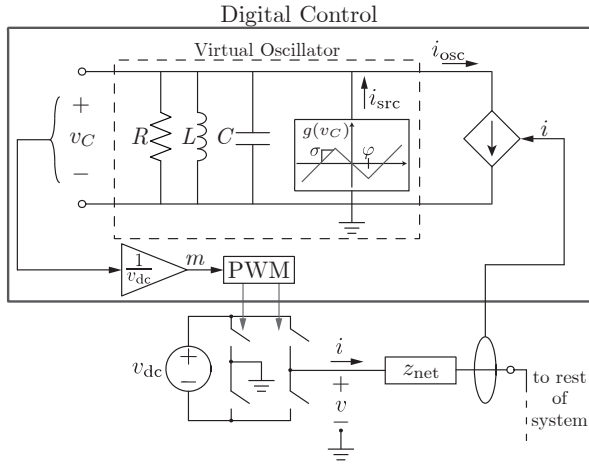 Digital Control
Virtual Oscillator
i_osc
+
v_C
−
R
L
C
i_src
g(v_C)
σ
φ
i
1/v_dc
m
PWM
v_dc
+
−
i
+
v
−
z_net
to rest
of
system